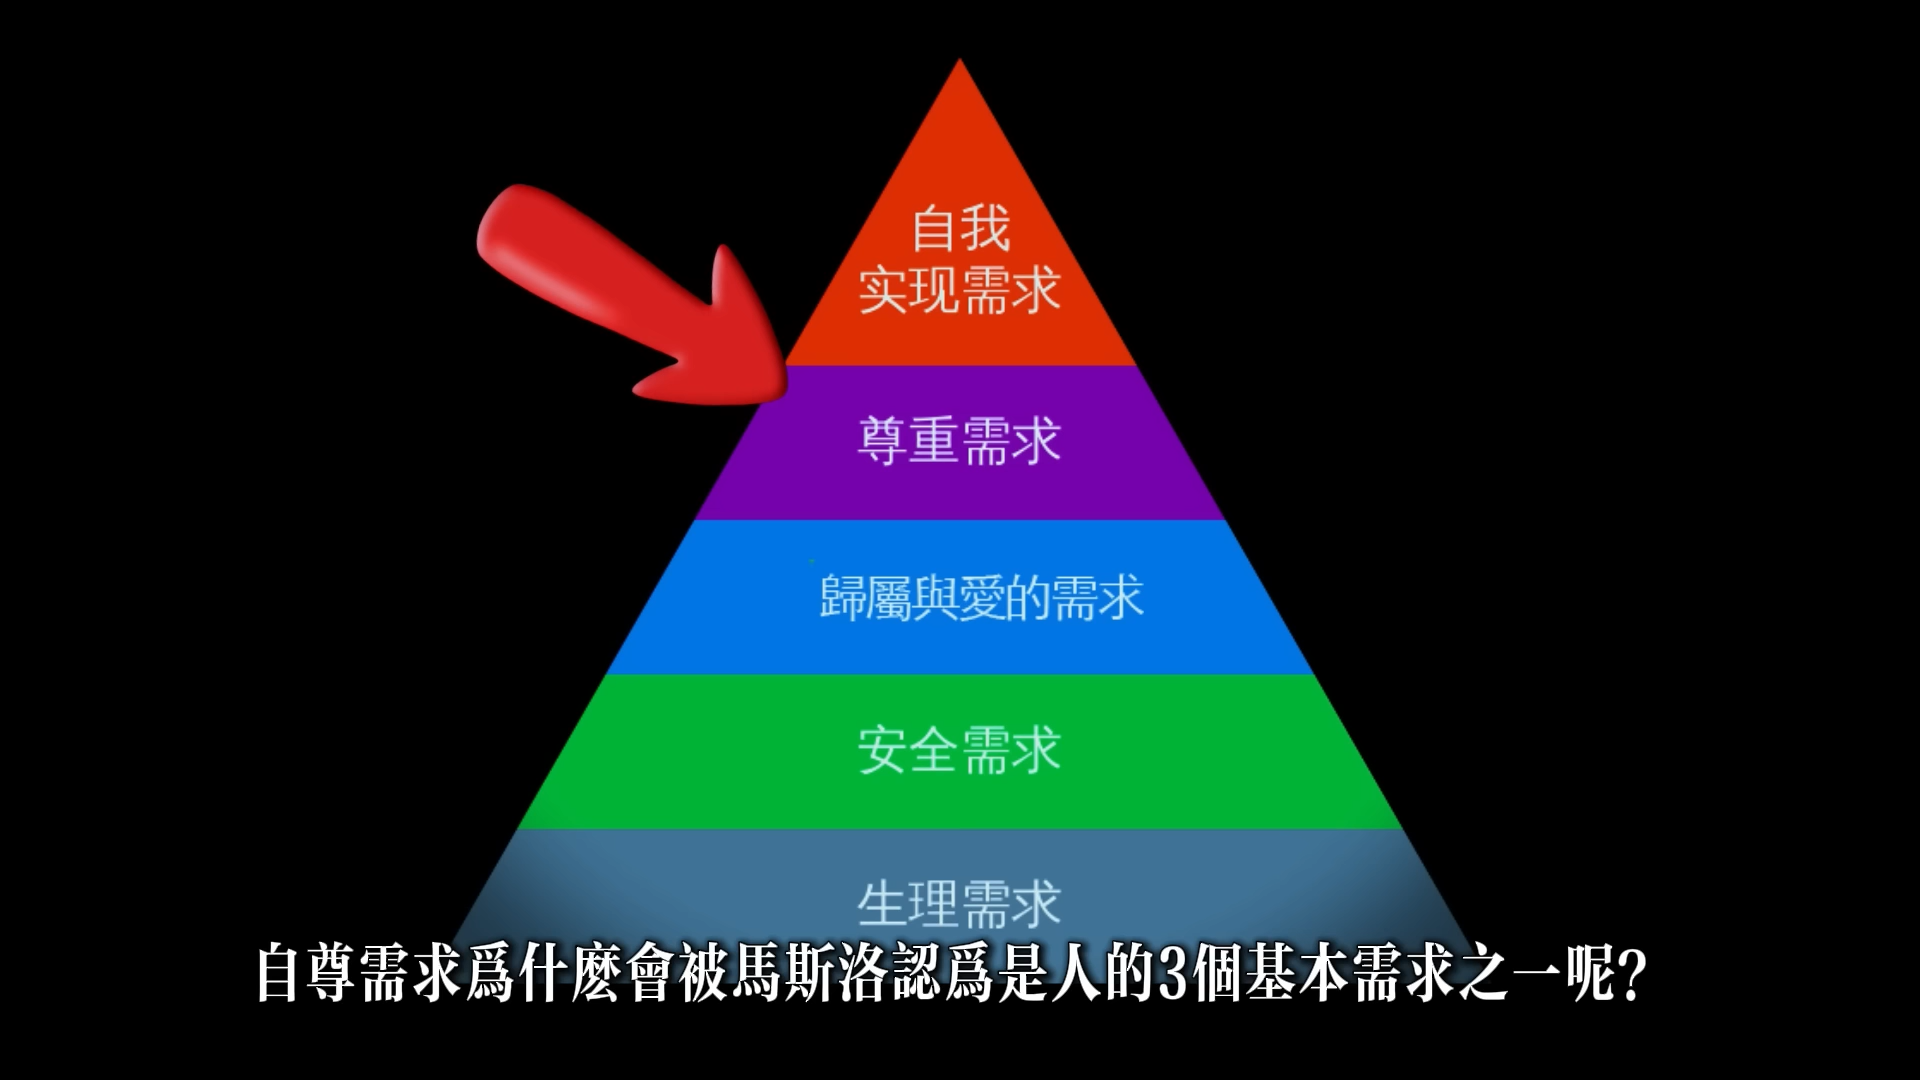 自我
实现需求
尊重需求
歸屬與愛的需求
安全需求
生理需求
自尊需求爲什麽會被馬斯洛認爲是人的3個基本需求之一呢?